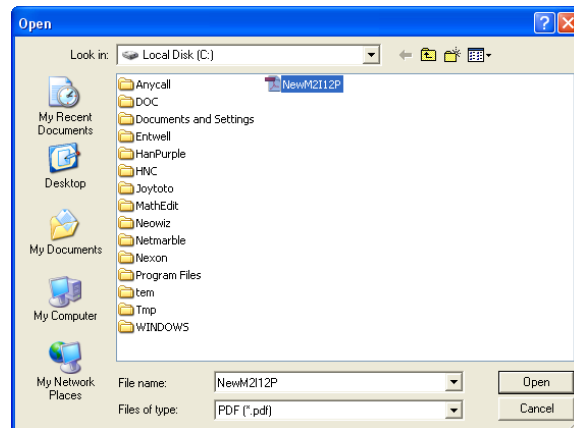 Open
Look in: Local Disk (C:)
My Recent
Documents
Desktop
My Documents
My Computer
My Network
Places
Anycall
DOC
Documents and Settings
Entwell
HanPurple
HNC
Joytoto
MathEdit
Neowiz
Netmarble
Nexon
Program Files
tem
Tmp
WINDOWS
NewM2I12P
File name: NewM2I12P Open
Files of type: PDF (*.pdf) Cancel